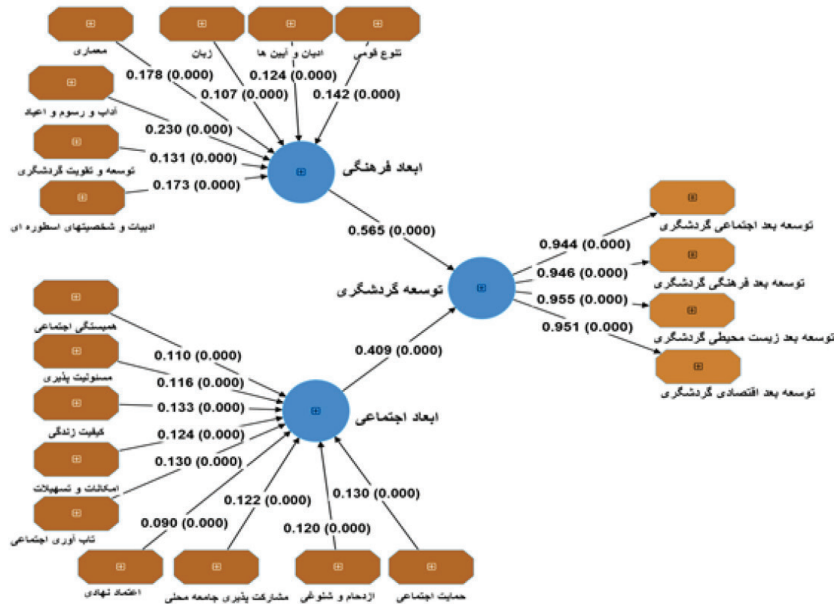 معماری
زبان
ادیان و آیین ها
تنوع قومی
0.178 (0.000)
0.107 (0.000)
0.124 (0.000)
0.142 (0.000)
آداب و رسوم و اعیاد
0.230 (0.000)
توسعه و تقویت گردشگری
0.131 (0.000)
ادبیات و شخصیتهای اسطوره ای
0.173 (0.000)
ابعاد فرهنگی
0.565 (0.000)
توسعه گردشگری
0.944 (0.000)
توسعه بعد اجتماعی گردشگری
0.946 (0.000)
توسعه بعد فرهنگی گردشگری
0.955 (0.000)
توسعه بعد زیست محیطی گردشگری
0.951 (0.000)
توسعه بعد اقتصادی گردشگری
0.409 (0.000)
ابعاد اجتماعی
همبستگی اجتماعی
0.110 (0.000)
مسئولیت پذیری
0.116 (0.000)
کیفیت زندگی
0.133 (0.000)
امکانات و تسهیلات
0.124 (0.000)
تاب آوری اجتماعی
0.130 (0.000)
0.090 (0.000)
0.122 (0.000)
0.120 (0.000)
0.130 (0.000)
اعتماد نهادی
مشارکت پذیری جامعه محلی
ازدحام و شلوغی
حمایت اجتماعی